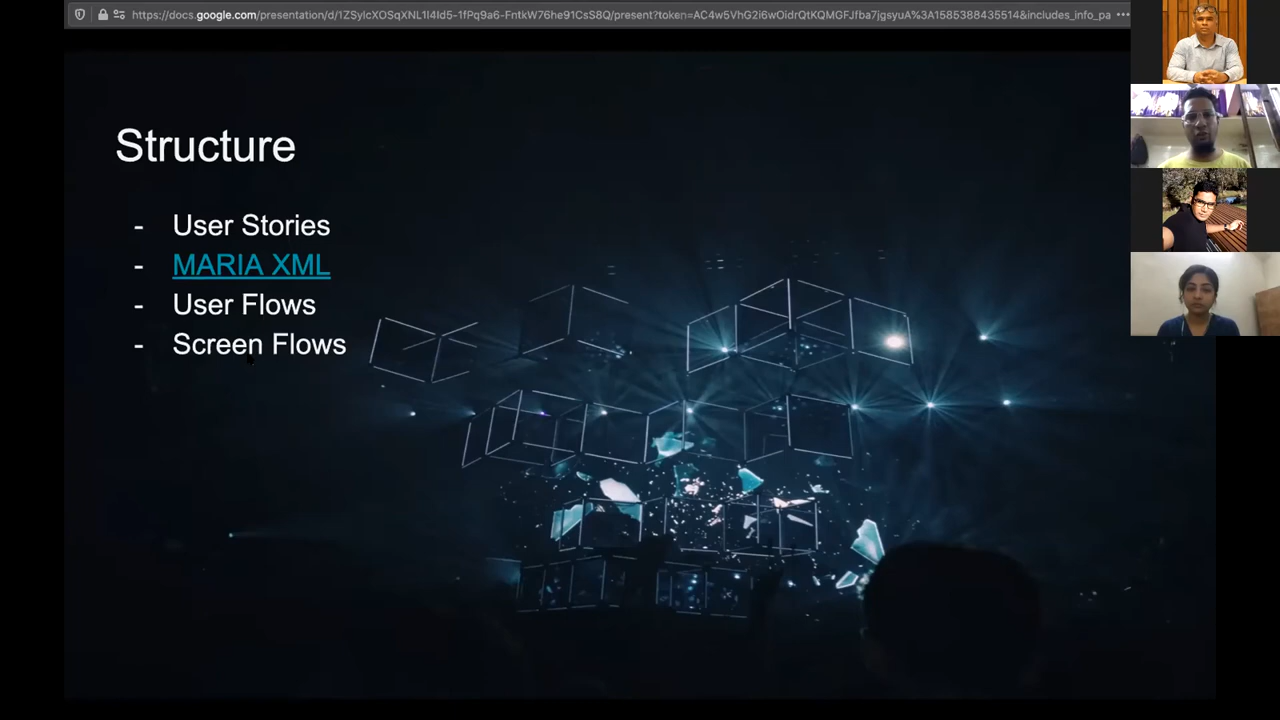 https://docs.google.com/presentation/d/1ZSyIcXOSqXNL1I4Id5-1fPq9a6-FntkW76he91CsS8Q/present?token=AC4w5VhG2i6wOidrQtKQMGFJfba7jgsyuA%3A1585388435514&includes_info_pa
Structure
- User Stories
- MARIA XML
- User Flows
- Screen Flows